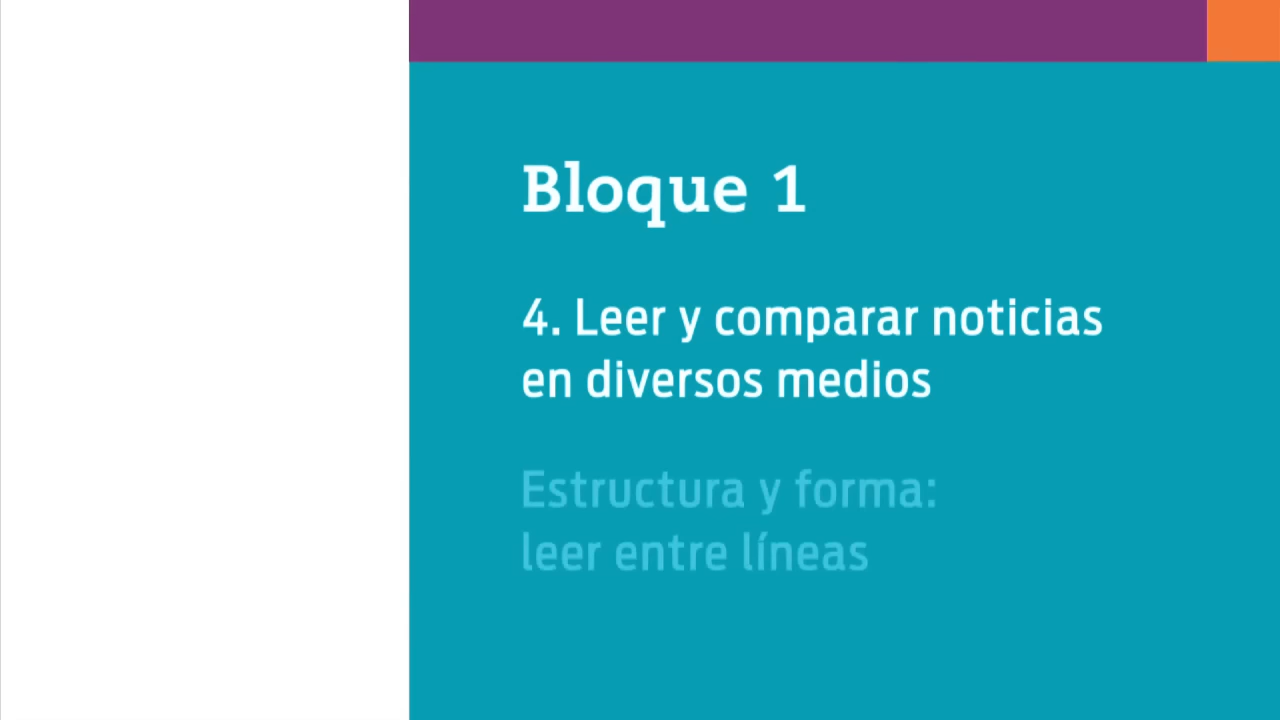 Bloque 1
4. Leer y comparar noticias
en diversos medios
Estructura y forma:
leer entre líneas